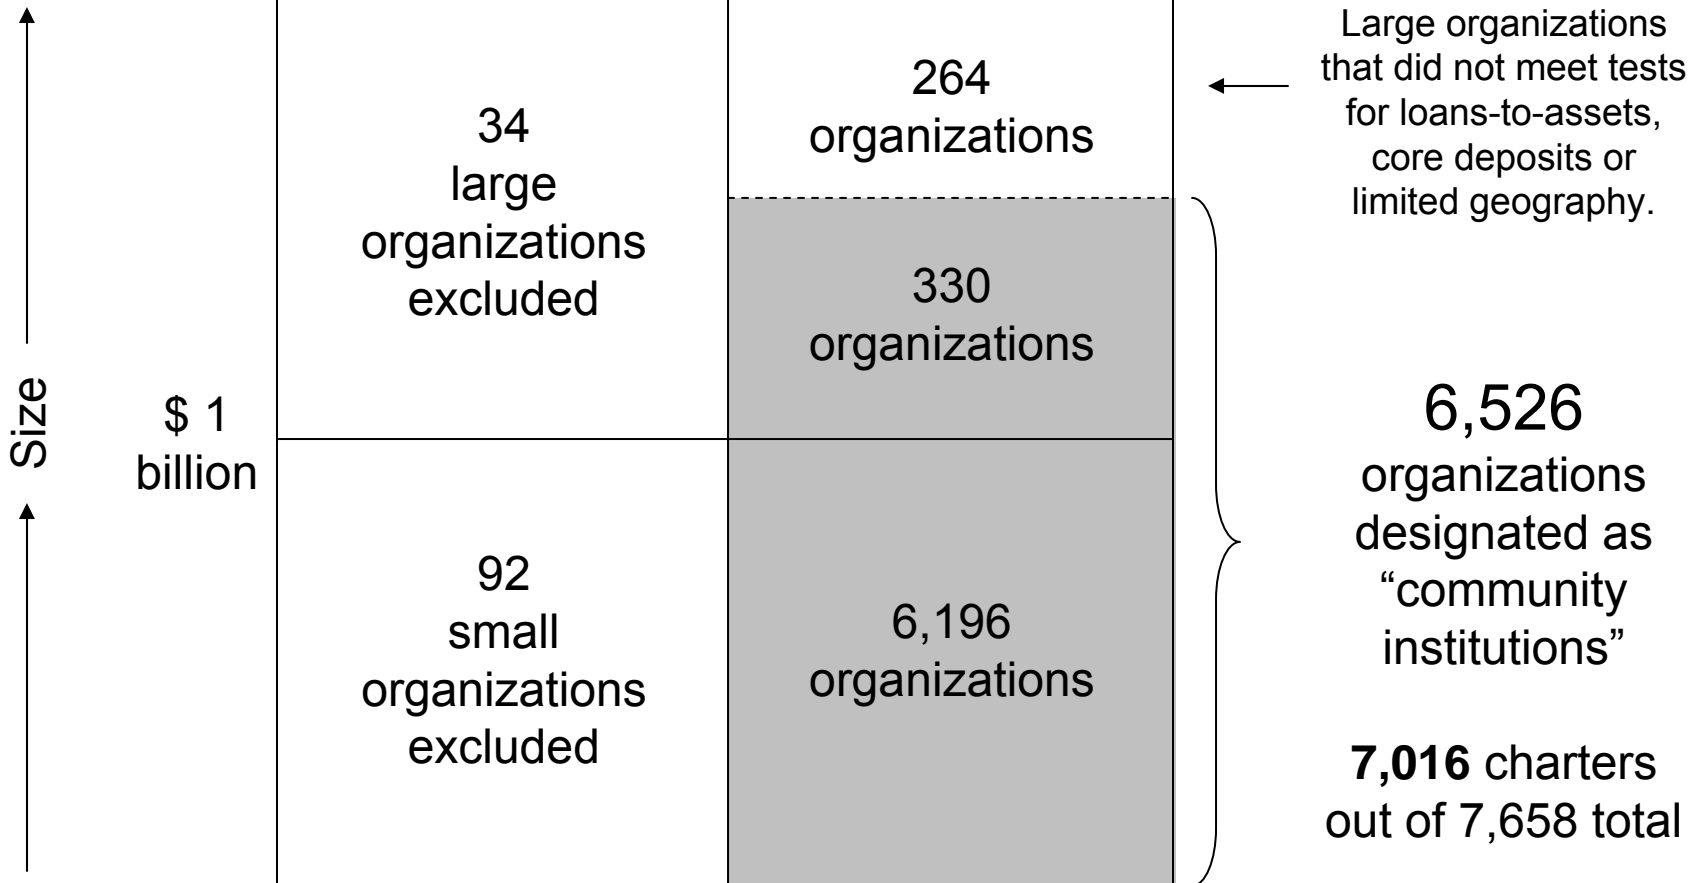 Size
$ 1
billion
34
large
organizations
excluded
264
organizations
330
organizations
92
small
organizations
excluded
6,196
organizations
Large organizations
that did not meet tests
for loans-to-assets,
core deposits or
limited geography.
6,526
organizations
designated as
“community
institutions”
7,016 charters
out of 7,658 total